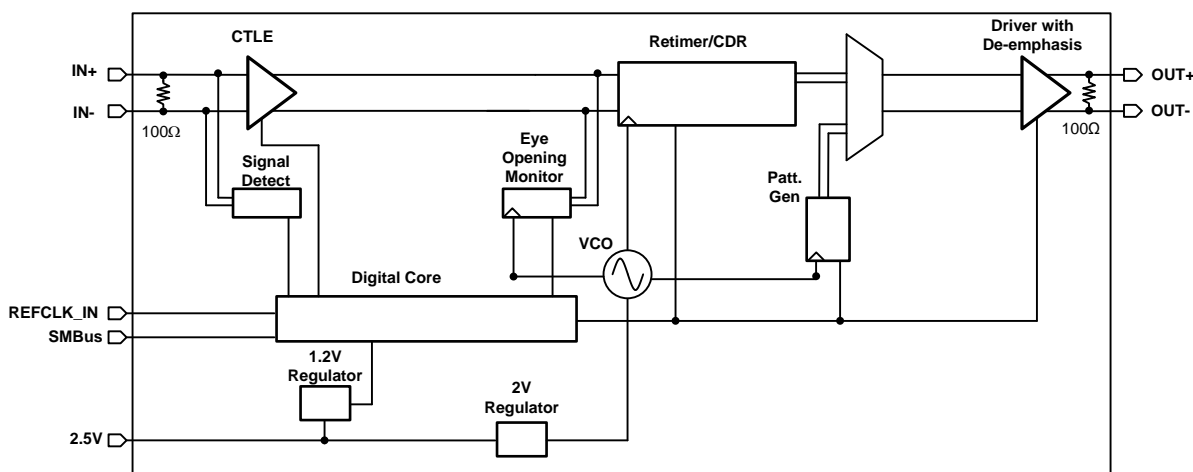 CTLE
Retimer/CDR
Driver with
De-emphasis
IN+
OUT+
IN-
OUT-
100Ω
100Ω
Signal
Detect
Eye
Opening
Monitor
Patt.
Gen
VCO
Digital Core
REFCLK_IN
SMBus
1.2V
Regulator
2V
Regulator
2.5V